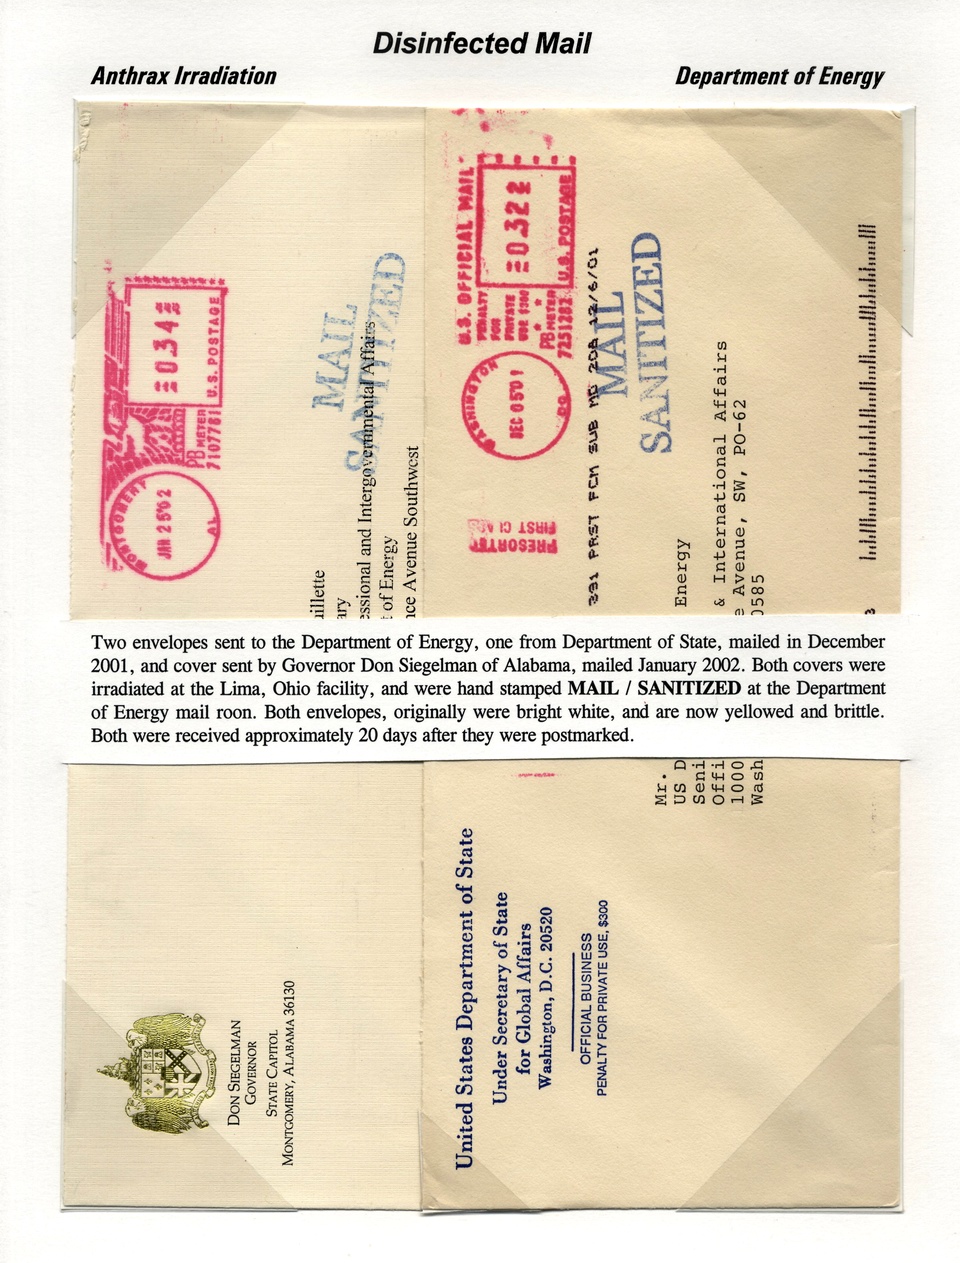 Disinfected Mail
Anthrax Irradiation
Department of Energy
MONTGOMERY
JAN 25'02
AL
034
U.S. POSTAGE
PB METER
7107761
MAIL
SANITIZED
illette
ary
essional and Intergovernmental Affairs
t of Energy
nce Avenue Southwest
U.S. OFFICIAL MAIL
PENALTY
FOR
PRIVATE
USE $300
0322
U.S. POSTAGE
PB METER
7251282
WASHINGTON
DEC 05'01
DC
PRESORTED
FIRST CLASS
391 PRST FCM SUB MD 208 12/6/01
MAIL
SANITIZED
Energy
& International Affairs
e Avenue, SW, PO-62
0585
Two envelopes sent to the Department of Energy, one from Department of State, mailed in December
2001, and cover sent by Governor Don Siegelman of Alabama, mailed January 2002. Both covers were
irradiated at the Lima, Ohio facility, and were hand stamped MAIL / SANITIZED at the Department
of Energy mail roon. Both envelopes, originally were bright white, and are now yellowed and brittle.
Both were received approximately 20 days after they were postmarked.
DON SIEGELMAN
GOVERNOR
STATE CAPITOL
MONTGOMERY, ALABAMA 36130
United States Department of State
Under Secretary of State
for Global Affairs
Washington, D.C. 20520
OFFICIAL BUSINESS
PENALTY FOR PRIVATE USE, $300
Mr.
US D
Seni
Offi
1000
Wash